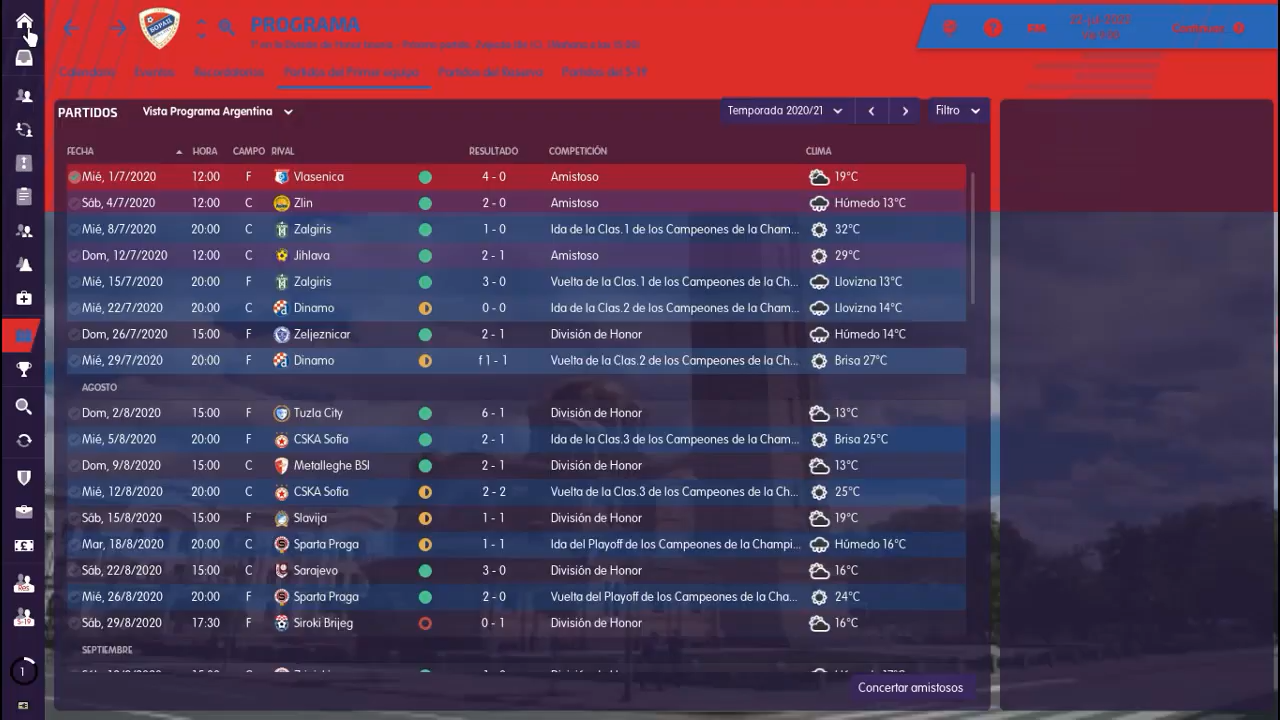 PROGRAMA
Calendario Eventos Recordatorios Partidos del Primer equipo Partidos del Reserva Partidos del S-19
PARTIDOS Vista Programa Argentina Temporada 2020/21 Filtro
FECHA HORA CAMPO RIVAL RESULTADO COMPETICIÓN CLIMA
Mié, 1/7/2020 12:00 F Vlasenica 4 - 0 Amistoso 19°C
Sáb, 4/7/2020 12:00 C Zlin 2 - 0 Amistoso Húmedo 13°C
Mié, 8/7/2020 20:00 C Zalgiris 1 - 0 Ida de la Clas.1 de los Campeones de la Cham... 32°C
Dom, 12/7/2020 12:00 C Jihlava 2 - 1 Amistoso 29°C
Mié, 15/7/2020 20:00 F Zalgiris 3 - 0 Vuelta de la Clas.1 de los Campeones de la Ch... Llovizna 13°C
Mié, 22/7/2020 20:00 C Dinamo 0 - 0 Ida de la Clas.2 de los Campeones de la Cham... Llovizna 14°C
Dom, 26/7/2020 15:00 F Zeljeznicar 2 - 1 División de Honor Húmedo 14°C
Mié, 29/7/2020 20:00 F Dinamo f 1 - 1 Vuelta de la Clas.2 de los Campeones de la Ch... Brisa 27°C
AGOSTO
Dom, 2/8/2020 15:00 F Tuzla City 6 - 1 División de Honor 13°C
Mié, 5/8/2020 20:00 F CSKA Sofía 2 - 1 Ida de la Clas.3 de los Campeones de la Cham... Brisa 25°C
Dom, 9/8/2020 15:00 C Metalleghe BSI 2 - 1 División de Honor 13°C
Mié, 12/8/2020 20:00 C CSKA Sofía 2 - 2 Vuelta de la Clas.3 de los Campeones de la Ch... 25°C
Sáb, 15/8/2020 15:00 F Slavija 1 - 1 División de Honor 19°C
Mar, 18/8/2020 20:00 C Sparta Praga 1 - 1 Ida del Playoff de los Campeones de la Champi... Húmedo 16°C
Sáb, 22/8/2020 15:00 C Sarajevo 3 - 0 División de Honor 16°C
Mié, 26/8/2020 20:00 F Sparta Praga 2 - 0 Vuelta del Playoff de los Campeones de la Cha... 24°C
Sáb, 29/8/2020 17:30 F Siroki Brijeg 0 - 1 División de Honor 16°C
SEPTIEMBRE
1
Concertar amistosos